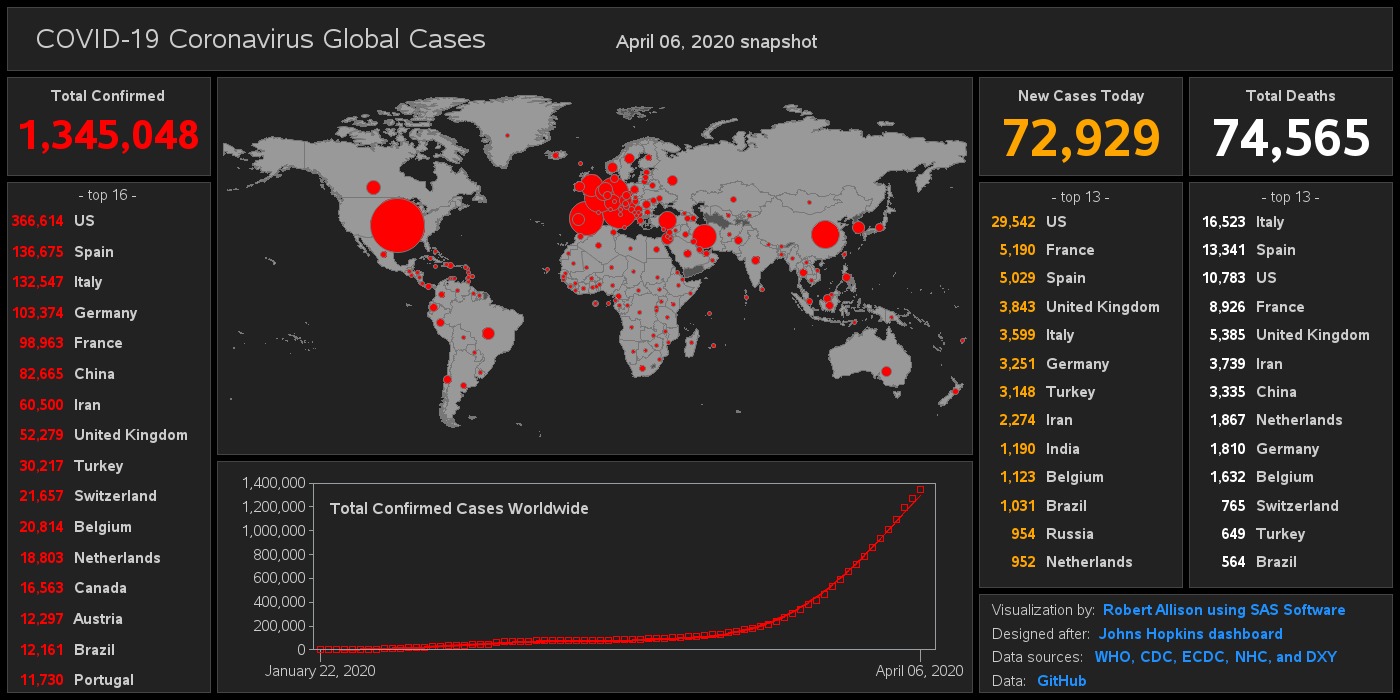 COVID-19 Coronavirus Global Cases
April 06, 2020 snapshot
Total Confirmed
1,345,048
- top 16 -
366,614 US
136,675 Spain
132,547 Italy
103,374 Germany
98,963 France
82,665 China
60,500 Iran
52,279 United Kingdom
30,217 Turkey
21,657 Switzerland
20,814 Belgium
18,803 Netherlands
16,563 Canada
12,297 Austria
12,161 Brazil
11,730 Portugal
Total Confirmed Cases Worldwide
1,400,000
1,200,000
1,000,000
800,000
600,000
400,000
200,000
0
January 22, 2020
April 06, 2020
New Cases Today
72,929
- top 13 -
29,542 US
5,190 France
5,029 Spain
3,843 United Kingdom
3,599 Italy
3,251 Germany
3,148 Turkey
2,274 Iran
1,190 India
1,123 Belgium
1,031 Brazil
954 Russia
952 Netherlands
Total Deaths
74,565
- top 13 -
16,523 Italy
13,341 Spain
10,783 US
8,926 France
5,385 United Kingdom
3,739 Iran
3,335 China
1,867 Netherlands
1,810 Germany
1,632 Belgium
765 Switzerland
649 Turkey
564 Brazil
Visualization by: Robert Allison using SAS Software
Designed after: Johns Hopkins dashboard
Data sources: WHO, CDC, ECDC, NHC, and DXY
Data: GitHub